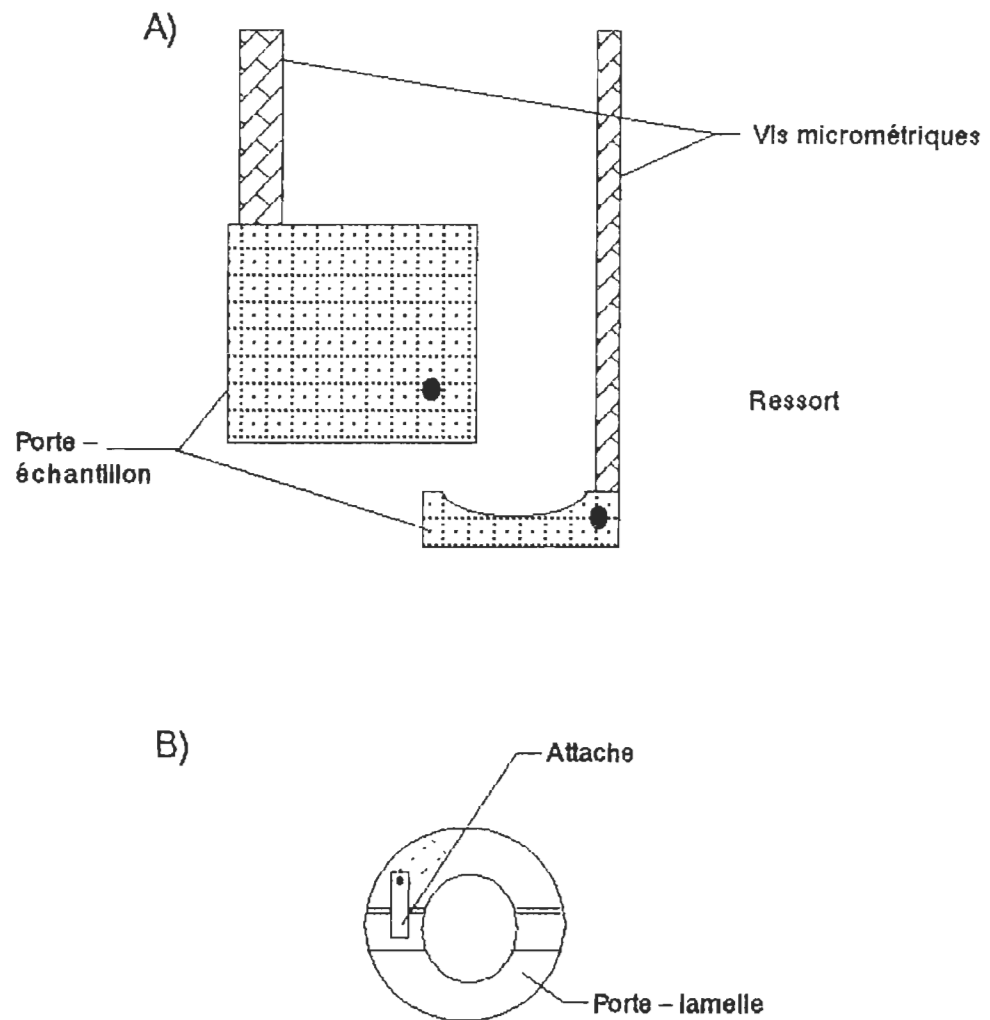 A)
Vis micrométriques
Ressort
Porte –
échantillon
B)
Attache
Porte – lamelle